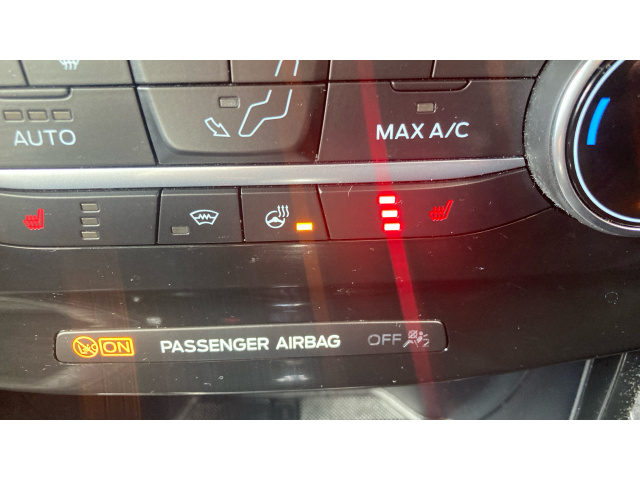 AUTO
MAX A/C
ON PASSENGER AIRBAG OFF